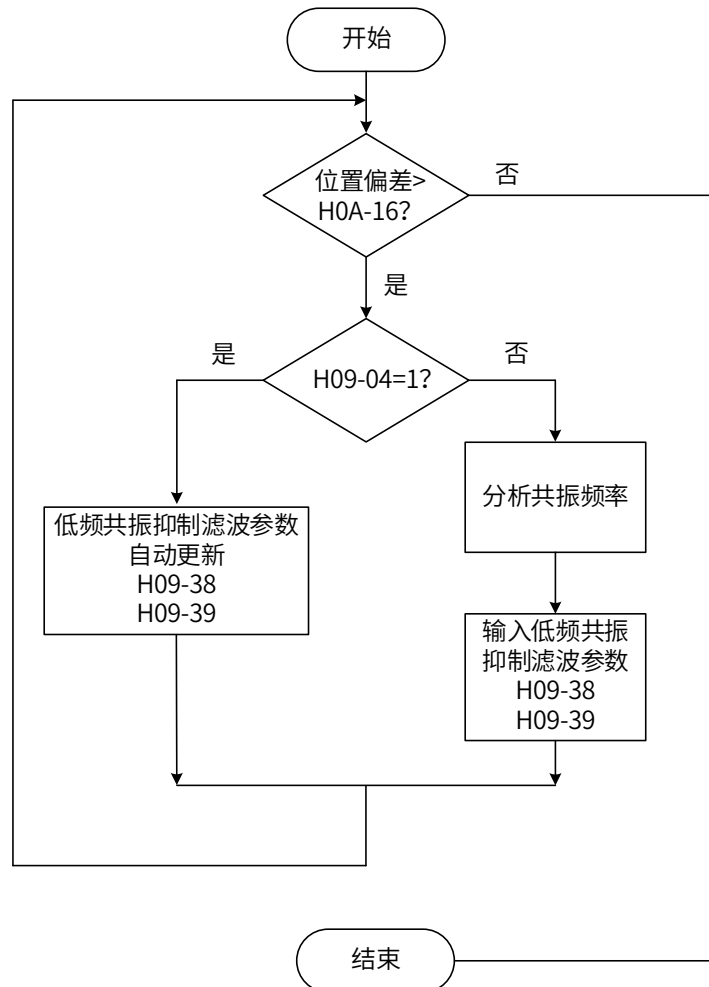 开始
位置偏差>
H0A-16？
否
是
是
否
H09-04=1？
分析共振频率
低频共振抑制滤波参数
自动更新
H09-38
H09-39
输入低频共振
抑制滤波参数
H09-38
H09-39
结束